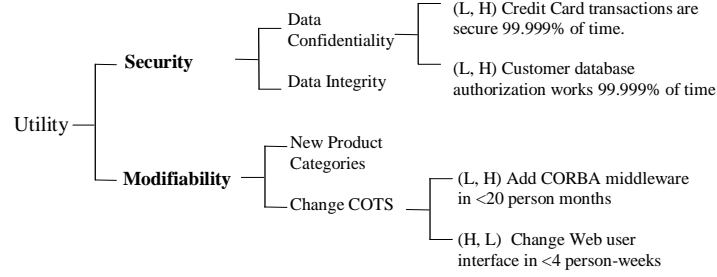 (L, H) Credit Card transactions are
secure 99.999% of time.
Data
Confidentiality
Security
(L, H) Customer database
authorization works 99.999% of time
Data Integrity
Utility
New Product
Categories
Modifiability
(L, H) Add CORBA middleware
in <20 person months
Change COTS
(H, L) Change Web user
interface in <4 person-weeks